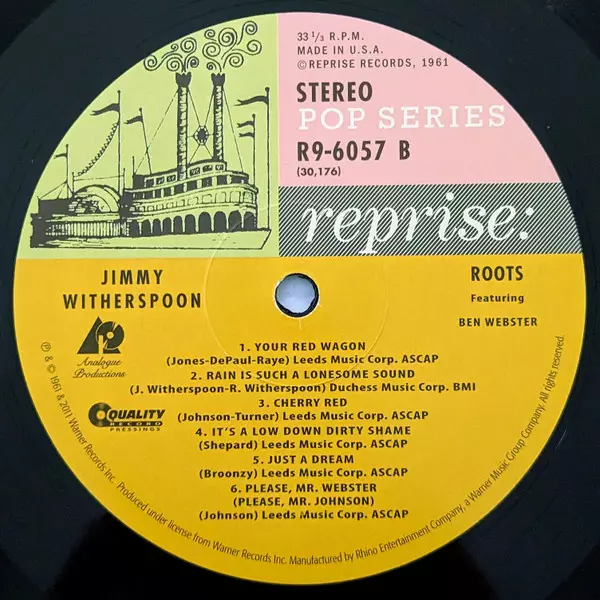 33 1/3 R.P.M.
MADE IN U.S.A.
©REPRISE RECORDS, 1961
STEREO
POP SERIES
R9-6057 B
(30,176)
reprise:
JIMMY
WITHERSPOON
ROOTS
Featuring
BEN WEBSTER
AP
Analogue
Productions
QUALITY
RECORD
PRESSINGS
1. YOUR RED WAGON
(Jones-DePaul-Raye) Leeds Music Corp. ASCAP
2. RAIN IS SUCH A LONESOME SOUND
(J. Witherspoon-R. Witherspoon) Duchess Music Corp. BMI
3. CHERRY RED
(Johnson-Turner) Leeds Music Corp. ASCAP
4. IT'S A LOW DOWN DIRTY SHAME
(Shepard) Leeds Music Corp. ASCAP
5. JUST A DREAM
(Broonzy) Leeds Music Corp. ASCAP
6. PLEASE, MR. WEBSTER
(PLEASE, MR. JOHNSON)
(Johnson) Leeds Music Corp. ASCAP
℗ & © 1961 & 2011 Warner Records Inc. Produced under license from Warner Records Inc. Manufactured by Rhino Entertainment Company, a Warner Music Group Company. All rights reserved.